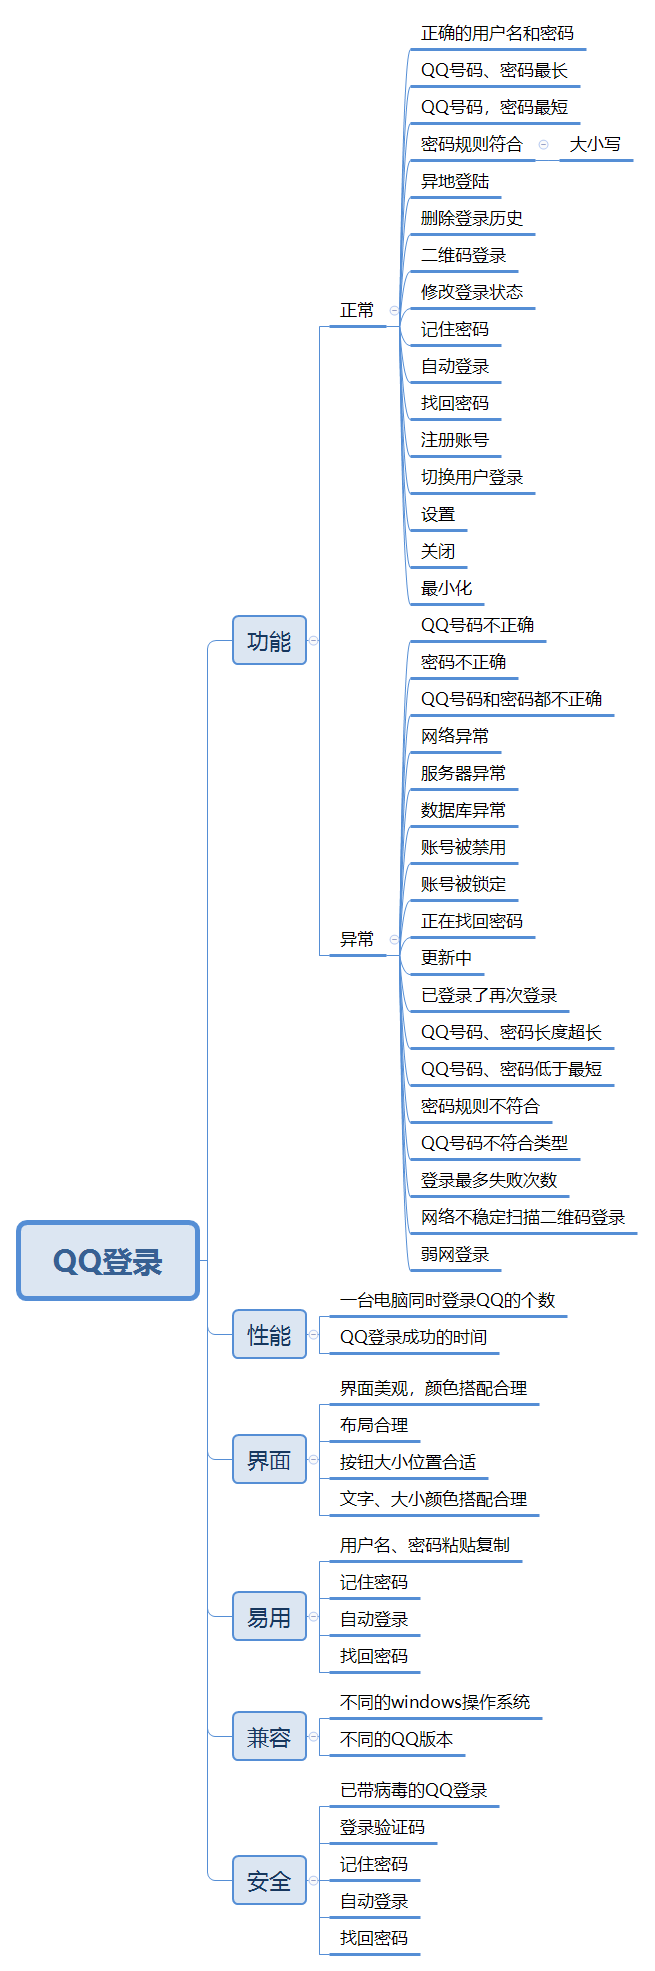 正确的用户名和密码
QQ号码、密码最长
QQ号码，密码最短
密码规则符合 大小写
异地登陆
删除登录历史
二维码登录
正常
修改登录状态
记住密码
自动登录
找回密码
注册账号
切换用户登录
设置
关闭
最小化
功能
QQ号码不正确
密码不正确
QQ号码和密码都不正确
网络异常
服务器异常
数据库异常
账号被禁用
账号被锁定
正在找回密码
异常
更新中
已登录了再次登录
QQ号码、密码长度超长
QQ号码、密码低于最短
密码规则不符合
QQ号码不符合类型
登录最多失败次数
网络不稳定扫描二维码登录
弱网登录
QQ登录
性能
一台电脑同时登录QQ的个数
QQ登录成功的时间
界面
界面美观，颜色搭配合理
布局合理
按钮大小位置合适
文字、大小颜色搭配合理
易用
用户名、密码粘贴复制
记住密码
自动登录
找回密码
兼容
不同的windows操作系统
不同的QQ版本
安全
已带病毒的QQ登录
登录验证码
记住密码
自动登录
找回密码